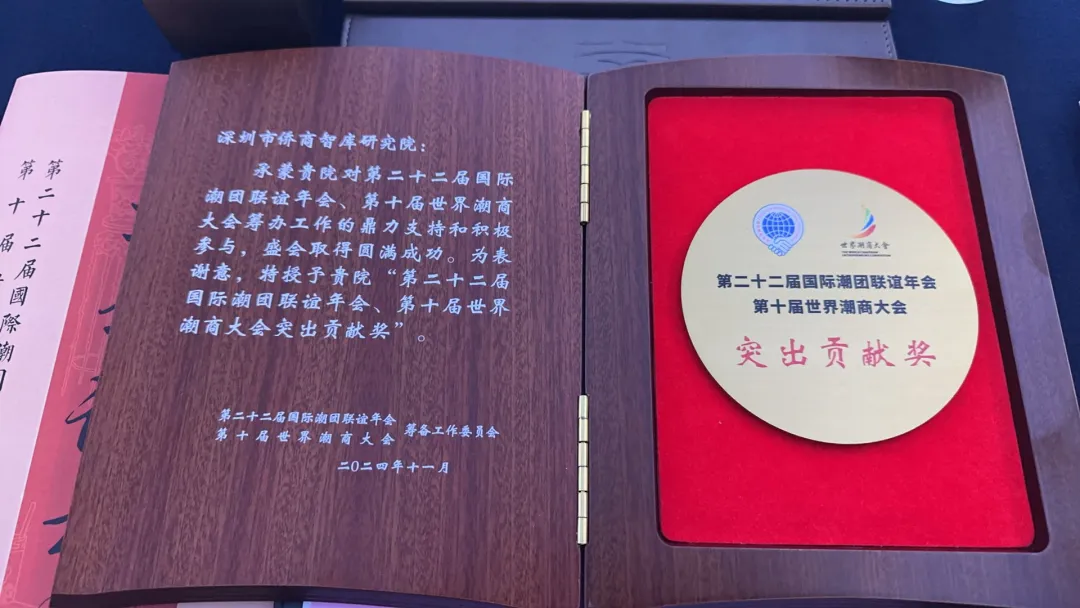 深圳市侨商智库研究院：
承蒙贵院对第二十二届国际
潮团联谊年会、第十届世界潮商
大会筹办工作的鼎力支持和积极
参与，盛会取得圆满成功。为表
谢意，特授予贵院“第二十二届
国际潮团联谊年会、第十届世界
潮商大会突出贡献奖”。
第二十二届国际潮团联谊年会
第十届世界潮商大会
筹备工作委员会
二〇二四年十一月
世界潮商大會
第二十二届国际潮团联谊年会
第十届世界潮商大会
突出贡献奖
第二十二届國際潮
第十届